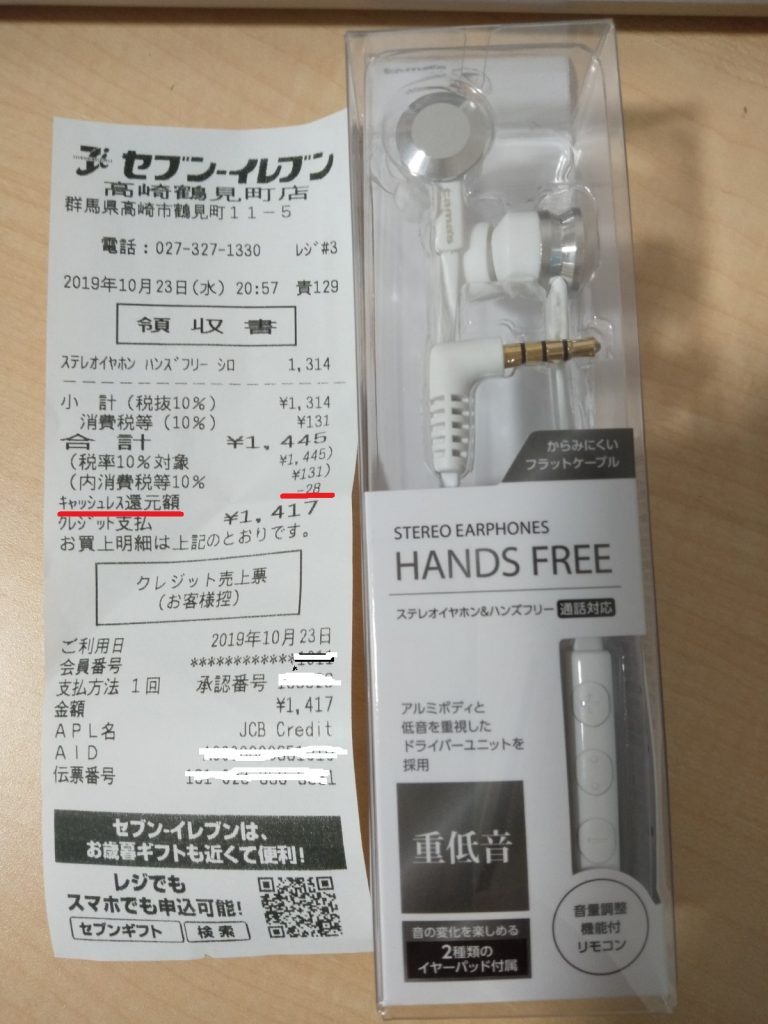 セブン-イレブン
高崎鶴見町店
群馬県高崎市鶴見町11-5
電話：027-327-1330 ﾚｼﾞ#3
2019年10月23日(水) 20:57 責129
領収書
ｽﾃﾚｵｲﾔﾎﾝ ﾊﾝｽﾞﾌﾘｰ ｼﾛ 1,314
小 計（税抜10%） ¥1,314
消費税等（10%） ¥131
合 計 ¥1,445
（税率10%対象 ¥1,445）
（内消費税等10% ¥131）
ｷｬｯｼｭﾚｽ還元額 -28
ｸﾚｼﾞｯﾄ支払 ¥1,417
お買上明細は上記のとおりです。
クレジット売上票
（お客様控）
ご利用日 2019年10月23日
会員番号 ************
支払方法 1回 承認番号
金額 ¥1,417
APL名 JCB Credit
AID
伝票番号
セブン-イレブンは、
お歳暮ギフトも近くて便利！
レジでも
スマホでも申込可能！
セブンギフト 検索
からみにくい
フラットケーブル
STEREO EARPHONES
HANDS FREE
ステレオイヤホン&ハンズフリー 通話対応
アルミボディと
低音を重視した
ドライバーユニットを
採用
重低音
音の変化を楽しめる
2種類の
イヤーパッド付属
音量調整
機能付
リモコン